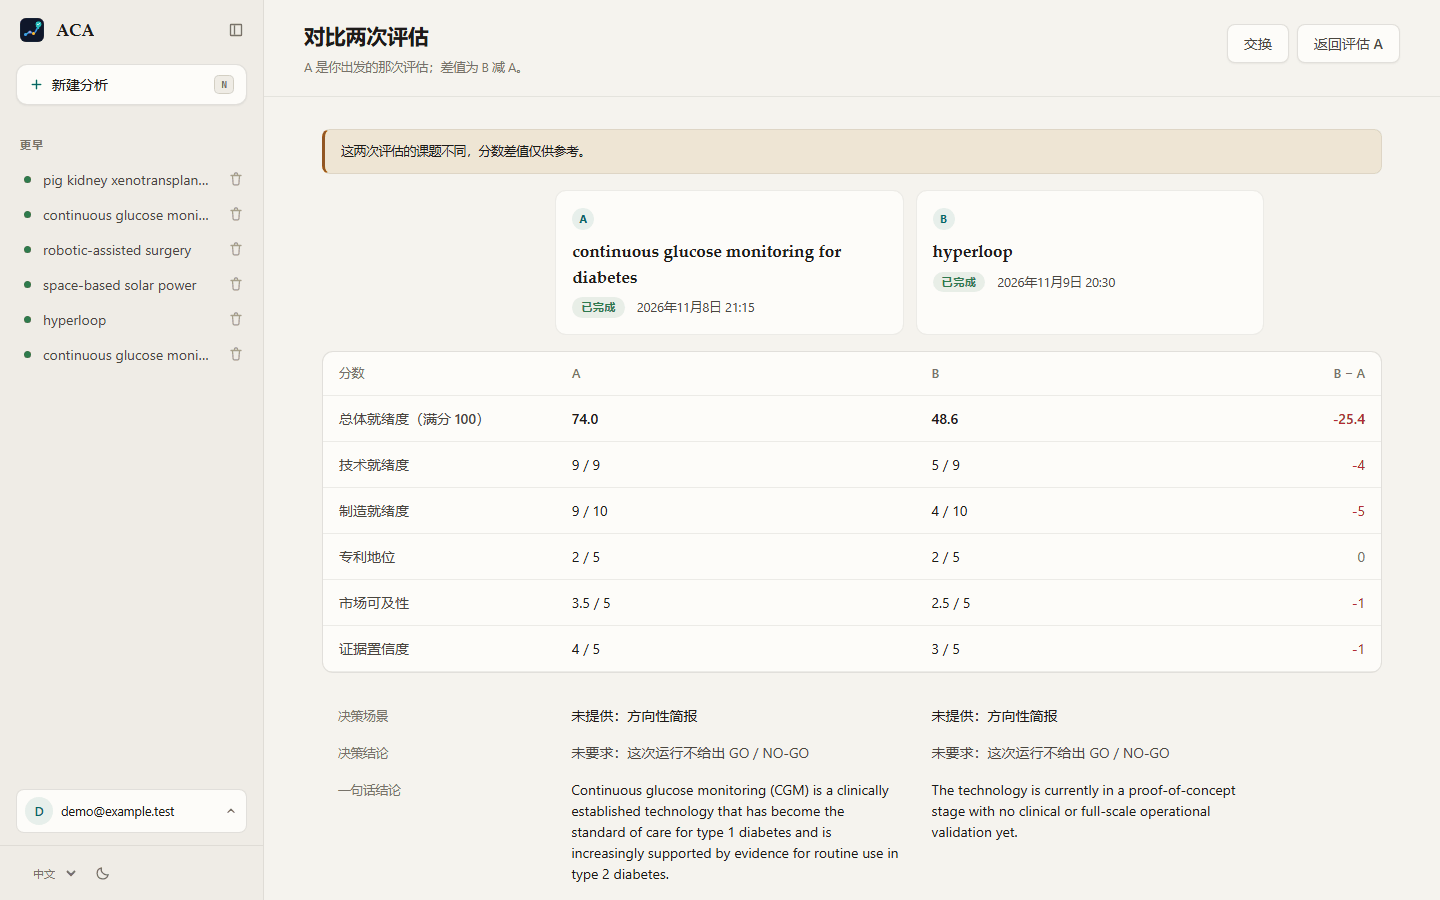 ACA
新建分析
N
更早
pig kidney xenotransplan...
continuous glucose moni...
robotic-assisted surgery
space-based solar power
hyperloop
continuous glucose moni...
D
demo@example.test
中文
对比两次评估
A 是你出发的那次评估；差值为 B 减 A。
交换
返回评估 A
这两次评估的课题不同，分数差值仅供参考。
A
continuous glucose monitoring for
diabetes
已完成 2026年11月8日 21:15
B
hyperloop
已完成 2026年11月9日 20:30
分数 A B B − A
总体就绪度（满分 100） 74.0 48.6 -25.4
技术就绪度 9 / 9 5 / 9 -4
制造就绪度 9 / 10 4 / 10 -5
专利地位 2 / 5 2 / 5 0
市场可及性 3.5 / 5 2.5 / 5 -1
证据置信度 4 / 5 3 / 5 -1
决策场景 未提供：方向性简报 未提供：方向性简报
决策结论 未要求：这次运行不给出 GO / NO-GO 未要求：这次运行不给出 GO / NO-GO
一句话结论
Continuous glucose monitoring (CGM) is a clinically
established technology that has become the
standard of care for type 1 diabetes and is
increasingly supported by evidence for routine use in
type 2 diabetes.
The technology is currently in a proof-of-concept
stage with no clinical or full-scale operational
validation yet.